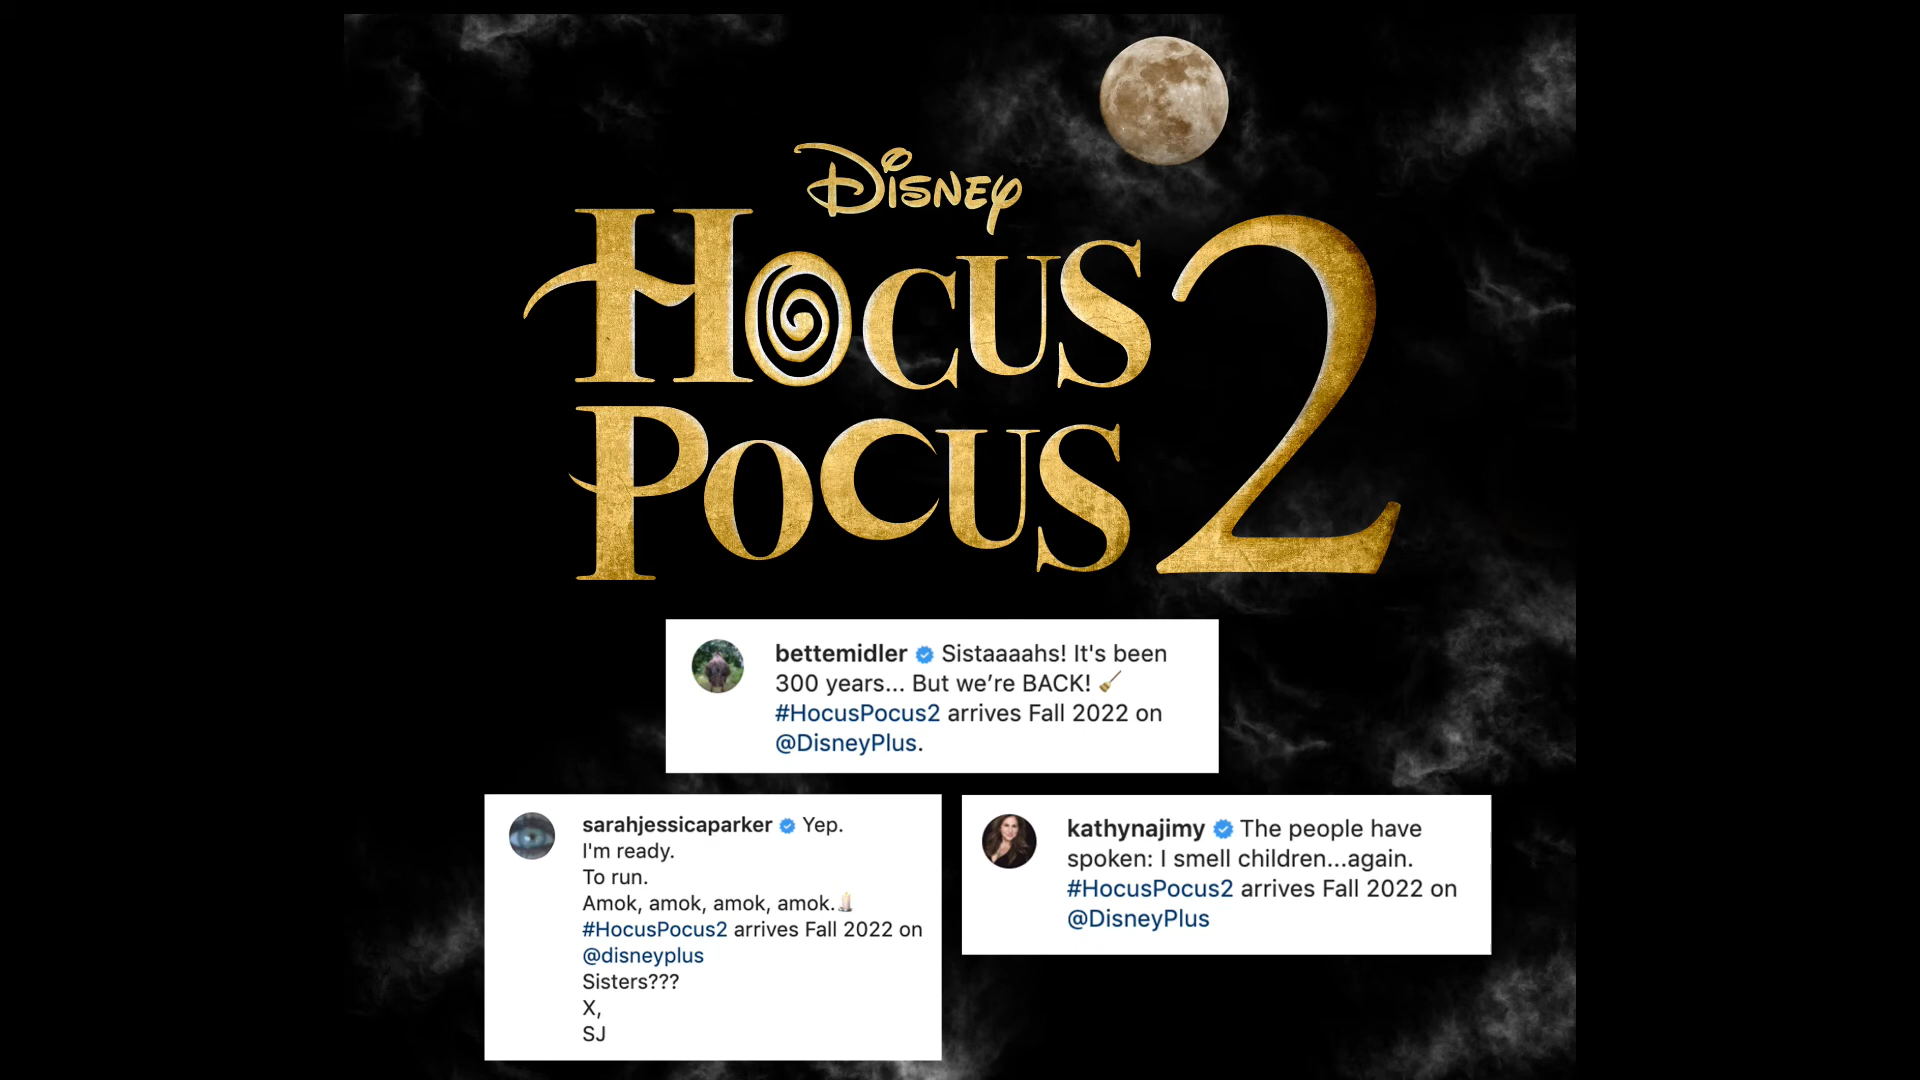 Disney
Hocus
Pocus 2
bettemidler Sistaaaahs! It's been
300 years... But we’re BACK! 🧹
#HocusPocus2 arrives Fall 2022 on
@DisneyPlus.
sarahjessicaparker Yep.
I'm ready.
To run.
Amok, amok, amok, amok.🕯️
#HocusPocus2 arrives Fall 2022 on
@disneyplus
Sisters???
X,
SJ
kathynajimy The people have
spoken: I smell children...again.
#HocusPocus2 arrives Fall 2022 on
@DisneyPlus